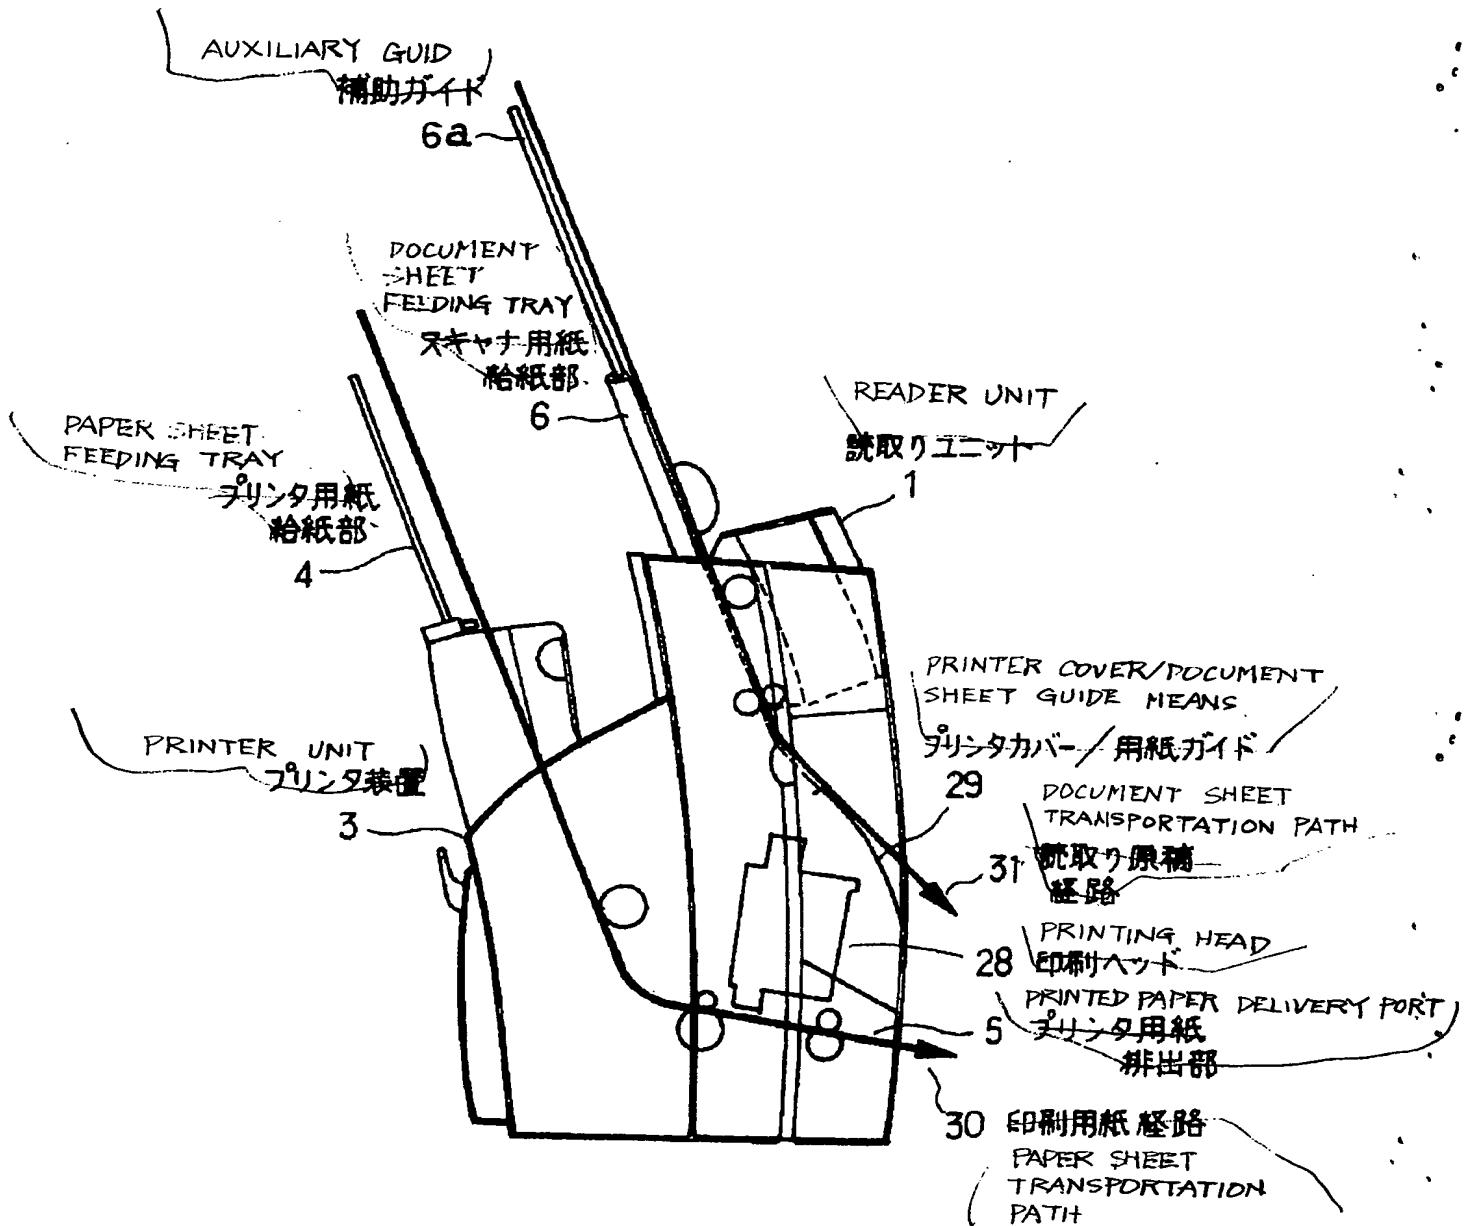 AUXILIARY GUID
補助ガイド
6a
DOCUMENT
SHEET
FEEDING TRAY
スキャナ用紙
給紙部
6
READER UNIT
読取りユニット
1
PAPER SHEET
FEEDING TRAY
プリンタ用紙
給紙部
4
PRINTER UNIT
プリンタ装置
3
PRINTER COVER/DOCUMENT
SHEET GUIDE MEANS
プリンタカバー/用紙ガイド
29
DOCUMENT SHEET
TRANSPORTATION PATH
31 読取り原稿
経路
PRINTING HEAD
28 印刷ヘッド
PRINTED PAPER DELIVERY PORT
5 プリンタ用紙
排出部
30 印刷用紙経路
PAPER SHEET
TRANSPORTATION
PATH